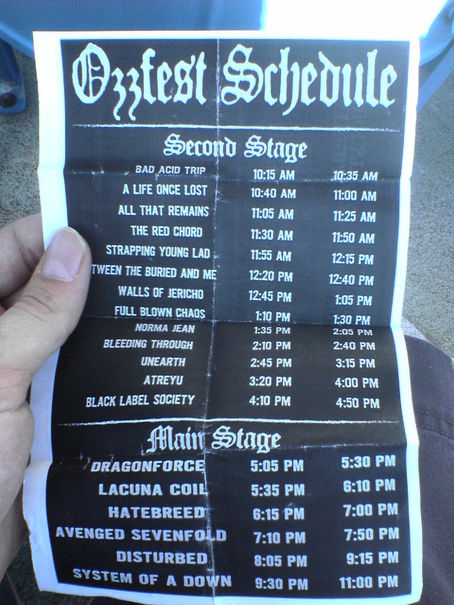 Ozzfest Schedule
Second Stage
BAD ACID TRIP 10:15 AM 10:35 AM
A LIFE ONCE LOST 10:40 AM 11:00 AM
ALL THAT REMAINS 11:05 AM 11:25 AM
THE RED CHORD 11:30 AM 11:50 AM
STRAPPING YOUNG LAD 11:55 AM 12:15 PM
TWEEN THE BURIED AND ME 12:20 PM 12:40 PM
WALLS OF JERICHO 12:45 PM 1:05 PM
FULL BLOWN CHAOS 1:10 PM 1:30 PM
NORMA JEAN 1:35 PM 2:05 PM
BLEEDING THROUGH 2:10 PM 2:40 PM
UNEARTH 2:45 PM 3:15 PM
ATREYU 3:20 PM 4:00 PM
BLACK LABEL SOCIETY 4:10 PM 4:50 PM
Main Stage
DRAGONFORCE 5:05 PM 5:30 PM
LACUNA COIL 5:35 PM 6:10 PM
HATEBREED 6:15 PM 7:00 PM
AVENGED SEVENFOLD 7:10 PM 7:50 PM
DISTURBED 8:05 PM 9:15 PM
SYSTEM OF A DOWN 9:30 PM 11:00 PM